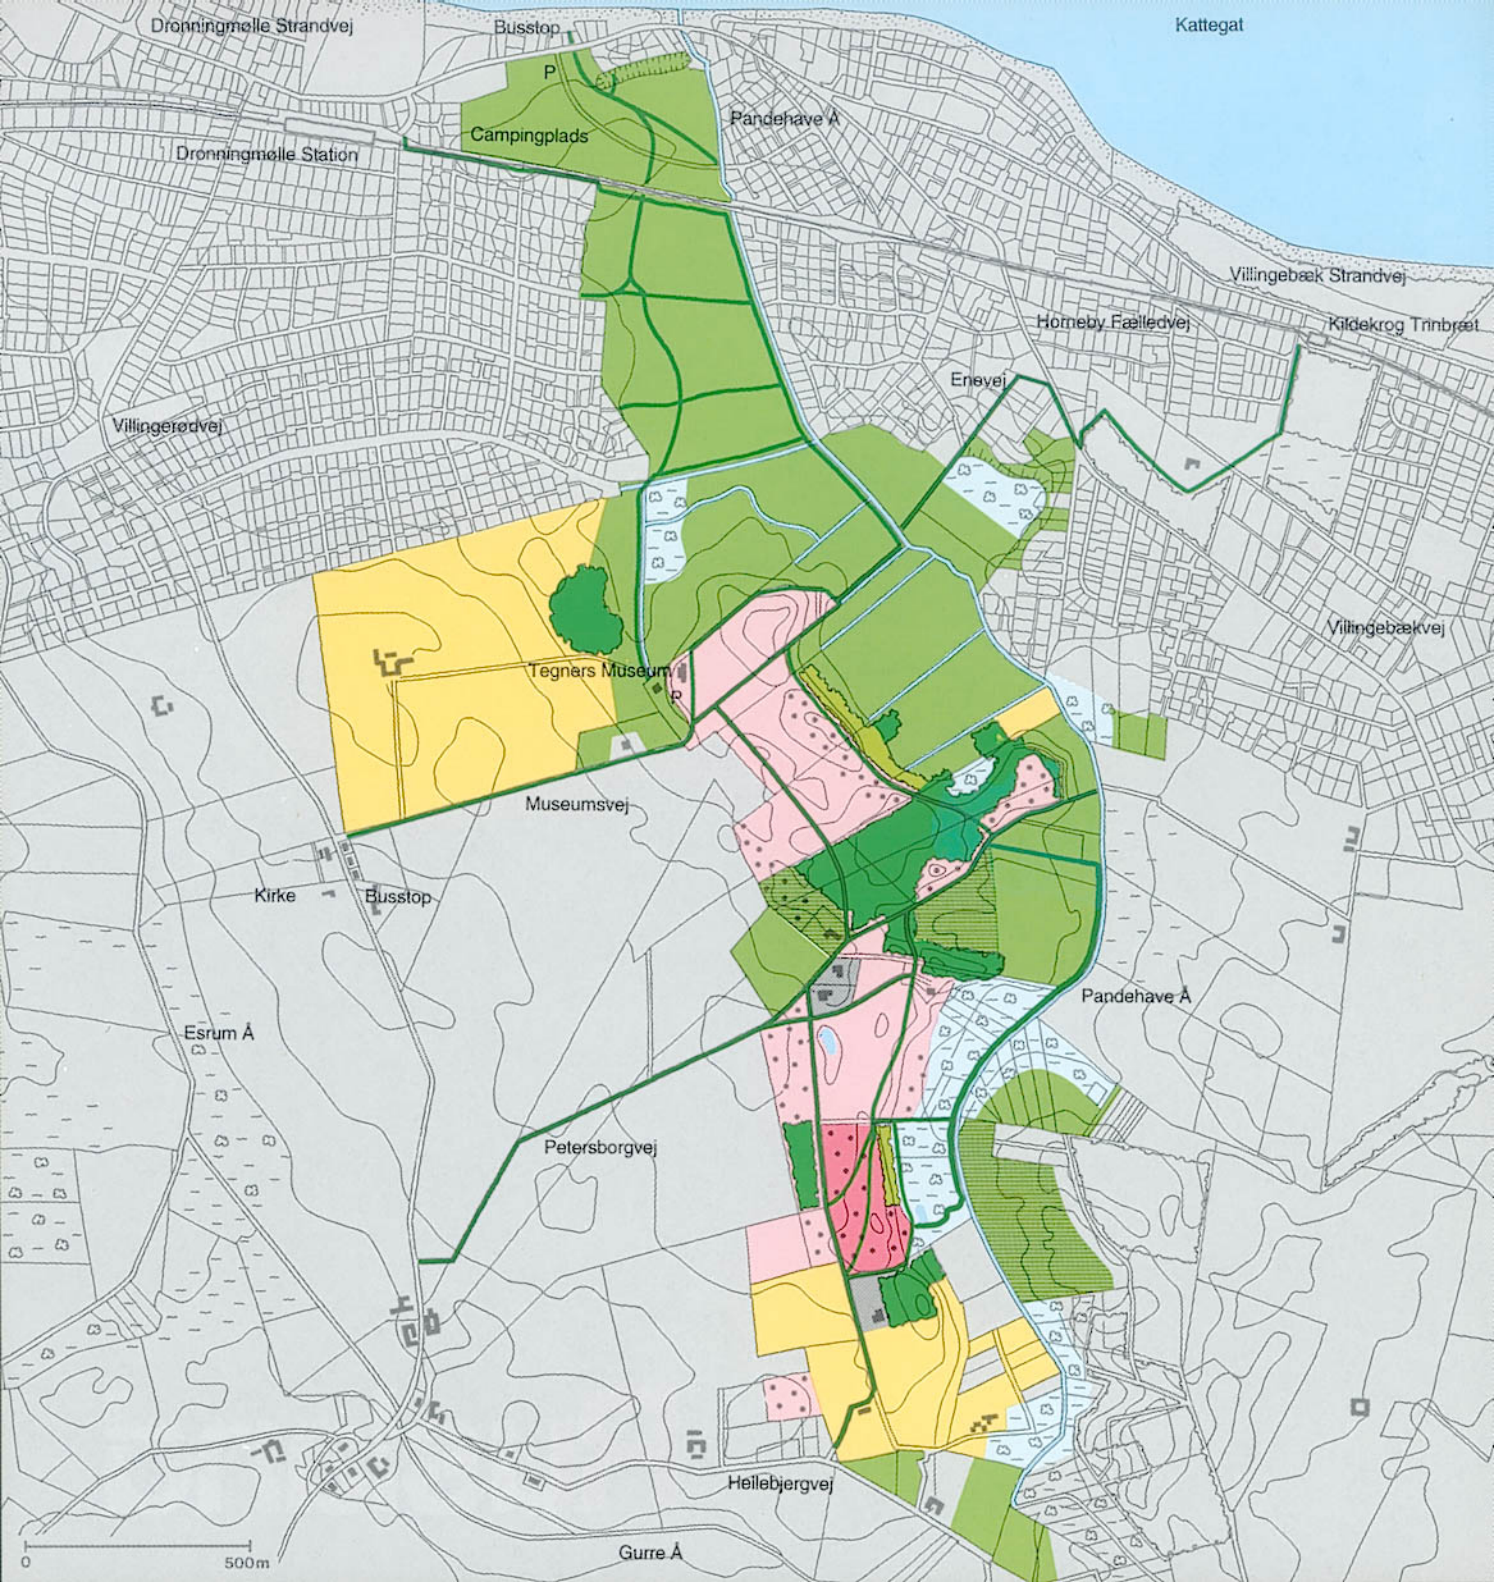 Dronningmølle Strandvej
Busstop
Kattegat
P
Pandehave Å
Campingplads
Dronningmølle Station
Villingebæk Strandvej
Horneby Fælledvej
Kildekrog Trinbræt
Enevej
Villingerødvej
Villingebækvej
Tegners Museum
P
Museumsvej
Kirke
Busstop
Pandehave Å
Esrum Å
Petersborgvej
Hellebjergvej
Gurre Å
0
500m